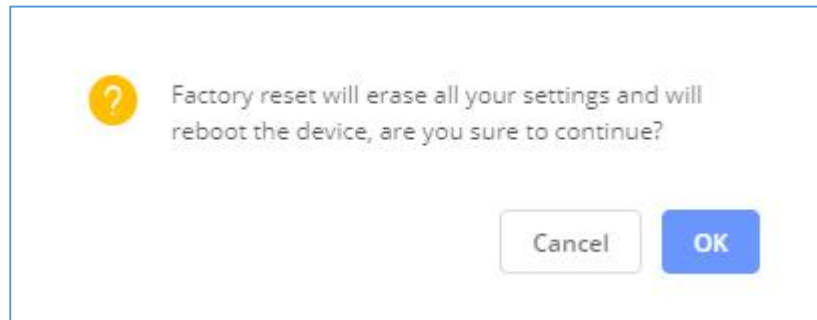 Factory reset will erase all your settings and will
reboot the device, are you sure to continue?
Cancel
OK